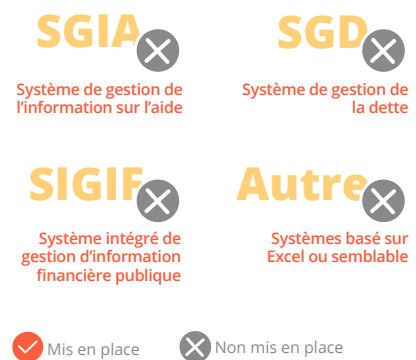 SGIA
Système de gestion de
l’information sur l’aide
SGD
Système de gestion de
la dette
SIGIF
Système intégré de
gestion d’information
financière publique
Autre
Systèmes basé sur
Excel ou semblable
Mis en place
Non mis en place